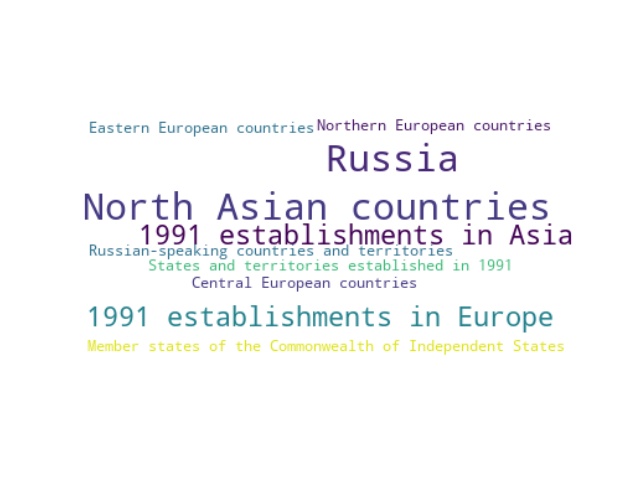 Eastern European countries
Northern European countries
Russia
North Asian countries
1991 establishments in Asia
Russian-speaking countries and territories
States and territories established in 1991
Central European countries
1991 establishments in Europe
Member states of the Commonwealth of Independent States